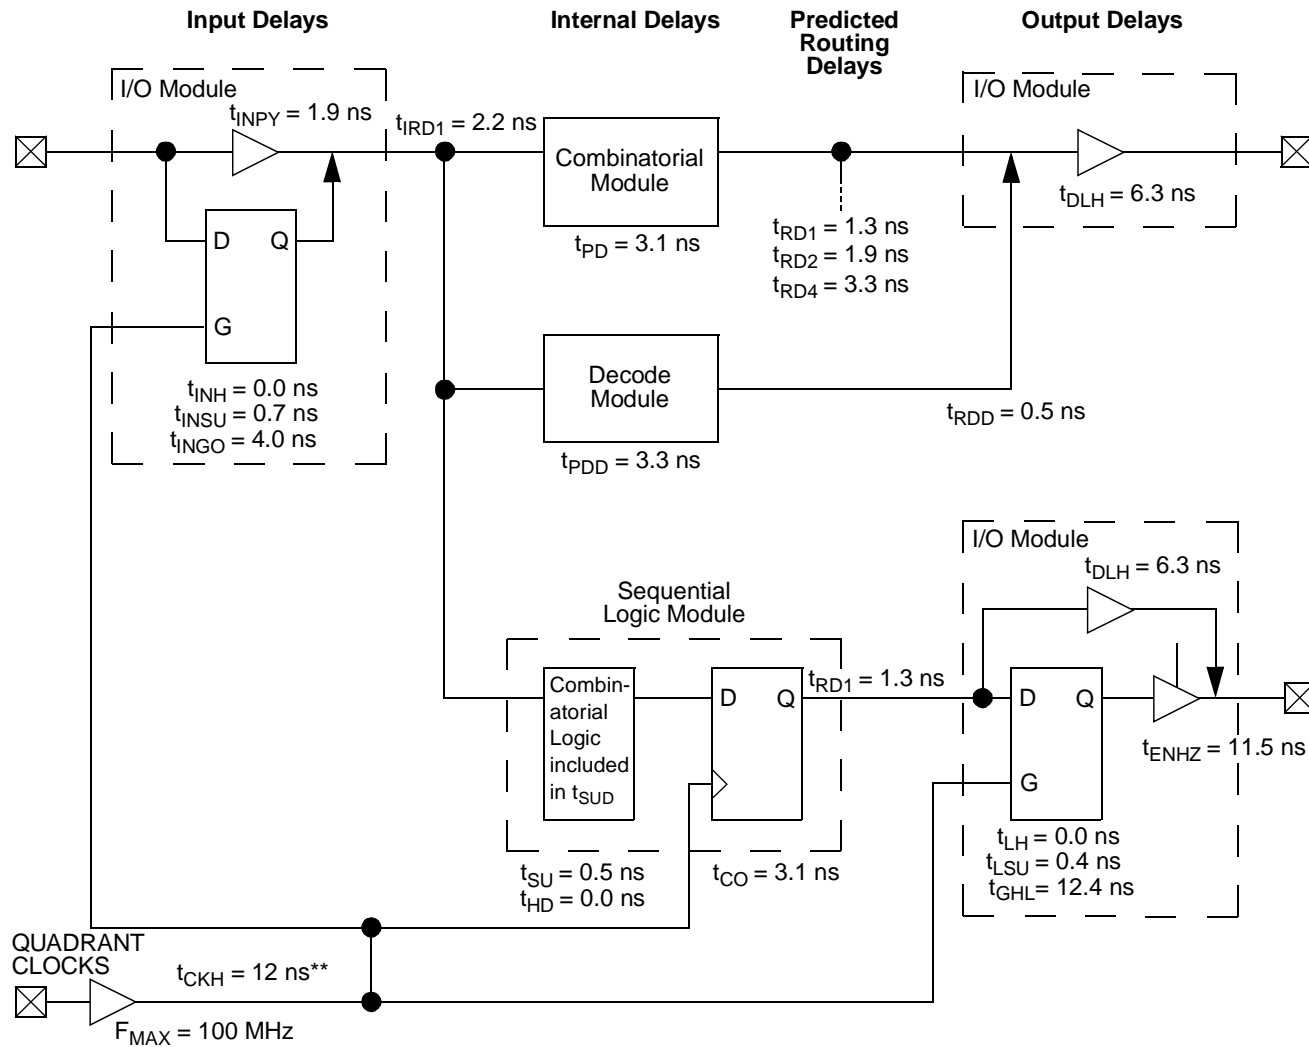 Input Delays
Internal Delays
Predicted
Routing
Delays
Output Delays
I/O Module
tINPY = 1.9 ns
tIRD1 = 2.2 ns
D
Q
G
tINH = 0.0 ns
tINSU = 0.7 ns
tINGO = 4.0 ns
Combinatorial
Module
tPD = 3.1 ns
tRD1 = 1.3 ns
tRD2 = 1.9 ns
tRD4 = 3.3 ns
I/O Module
tDLH = 6.3 ns
Decode
Module
tPDD = 3.3 ns
tRDD = 0.5 ns
Sequential
Logic Module
Combin-
atorial
Logic
included
in tSUD
D
Q
tSU = 0.5 ns
tHD = 0.0 ns
tCO = 3.1 ns
tRD1 = 1.3 ns
I/O Module
tDLH = 6.3 ns
D
Q
G
tENHZ = 11.5 ns
tLH = 0.0 ns
tLSU = 0.4 ns
tGHL= 12.4 ns
QUADRANT
CLOCKS
tCKH = 12 ns**
FMAX = 100 MHz